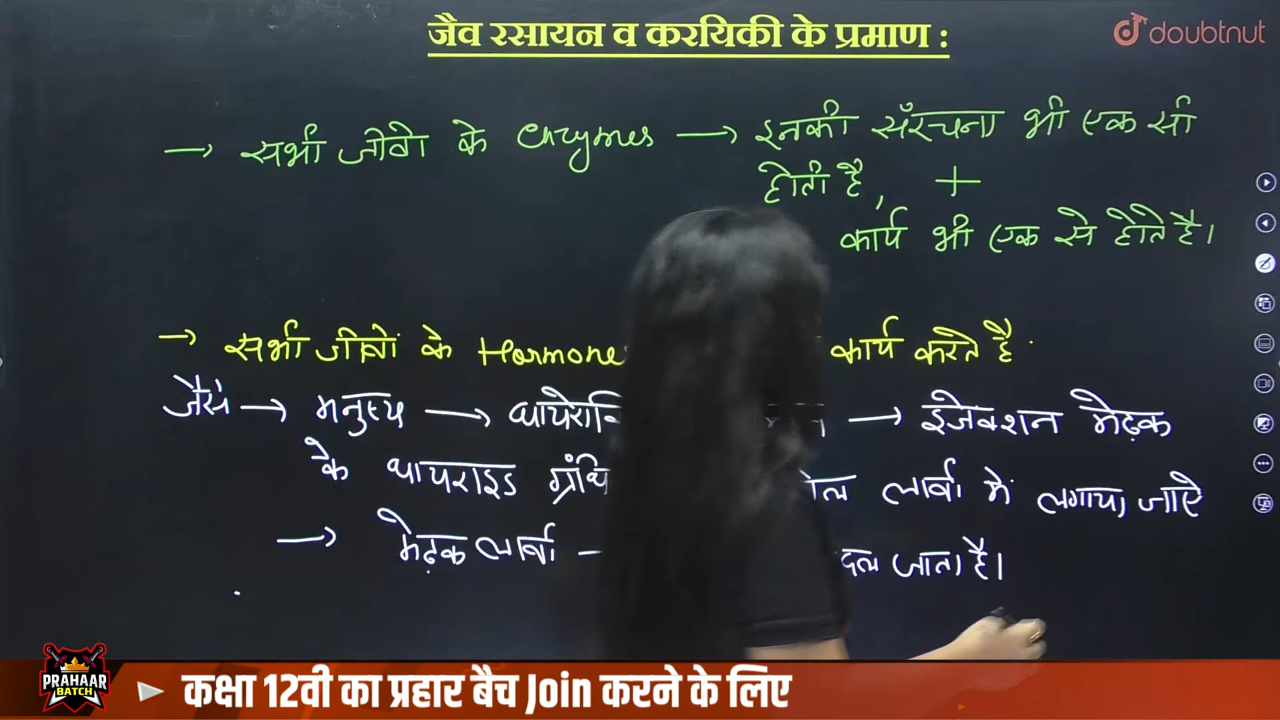 जैव रसायन व करयिकी के प्रमाण :
doubtnut
→ सभी जीवो के enzymes → इनकी सँरचना भी एक सी
होती है, +
कार्य भी एक से होते है।
→ सभी जीवों के Hormone कार्य करते है
जैसे → मनुष्य → → इंजेक्शन मेढ़क
के थायराइड ग्रंथि लार्वा में लगाया जाऐ
→ मेढ़क लार्वा – जाता है।
PRAHAAR
BATCH
कक्षा 12वी का प्रहार बैच Join करने के लिए